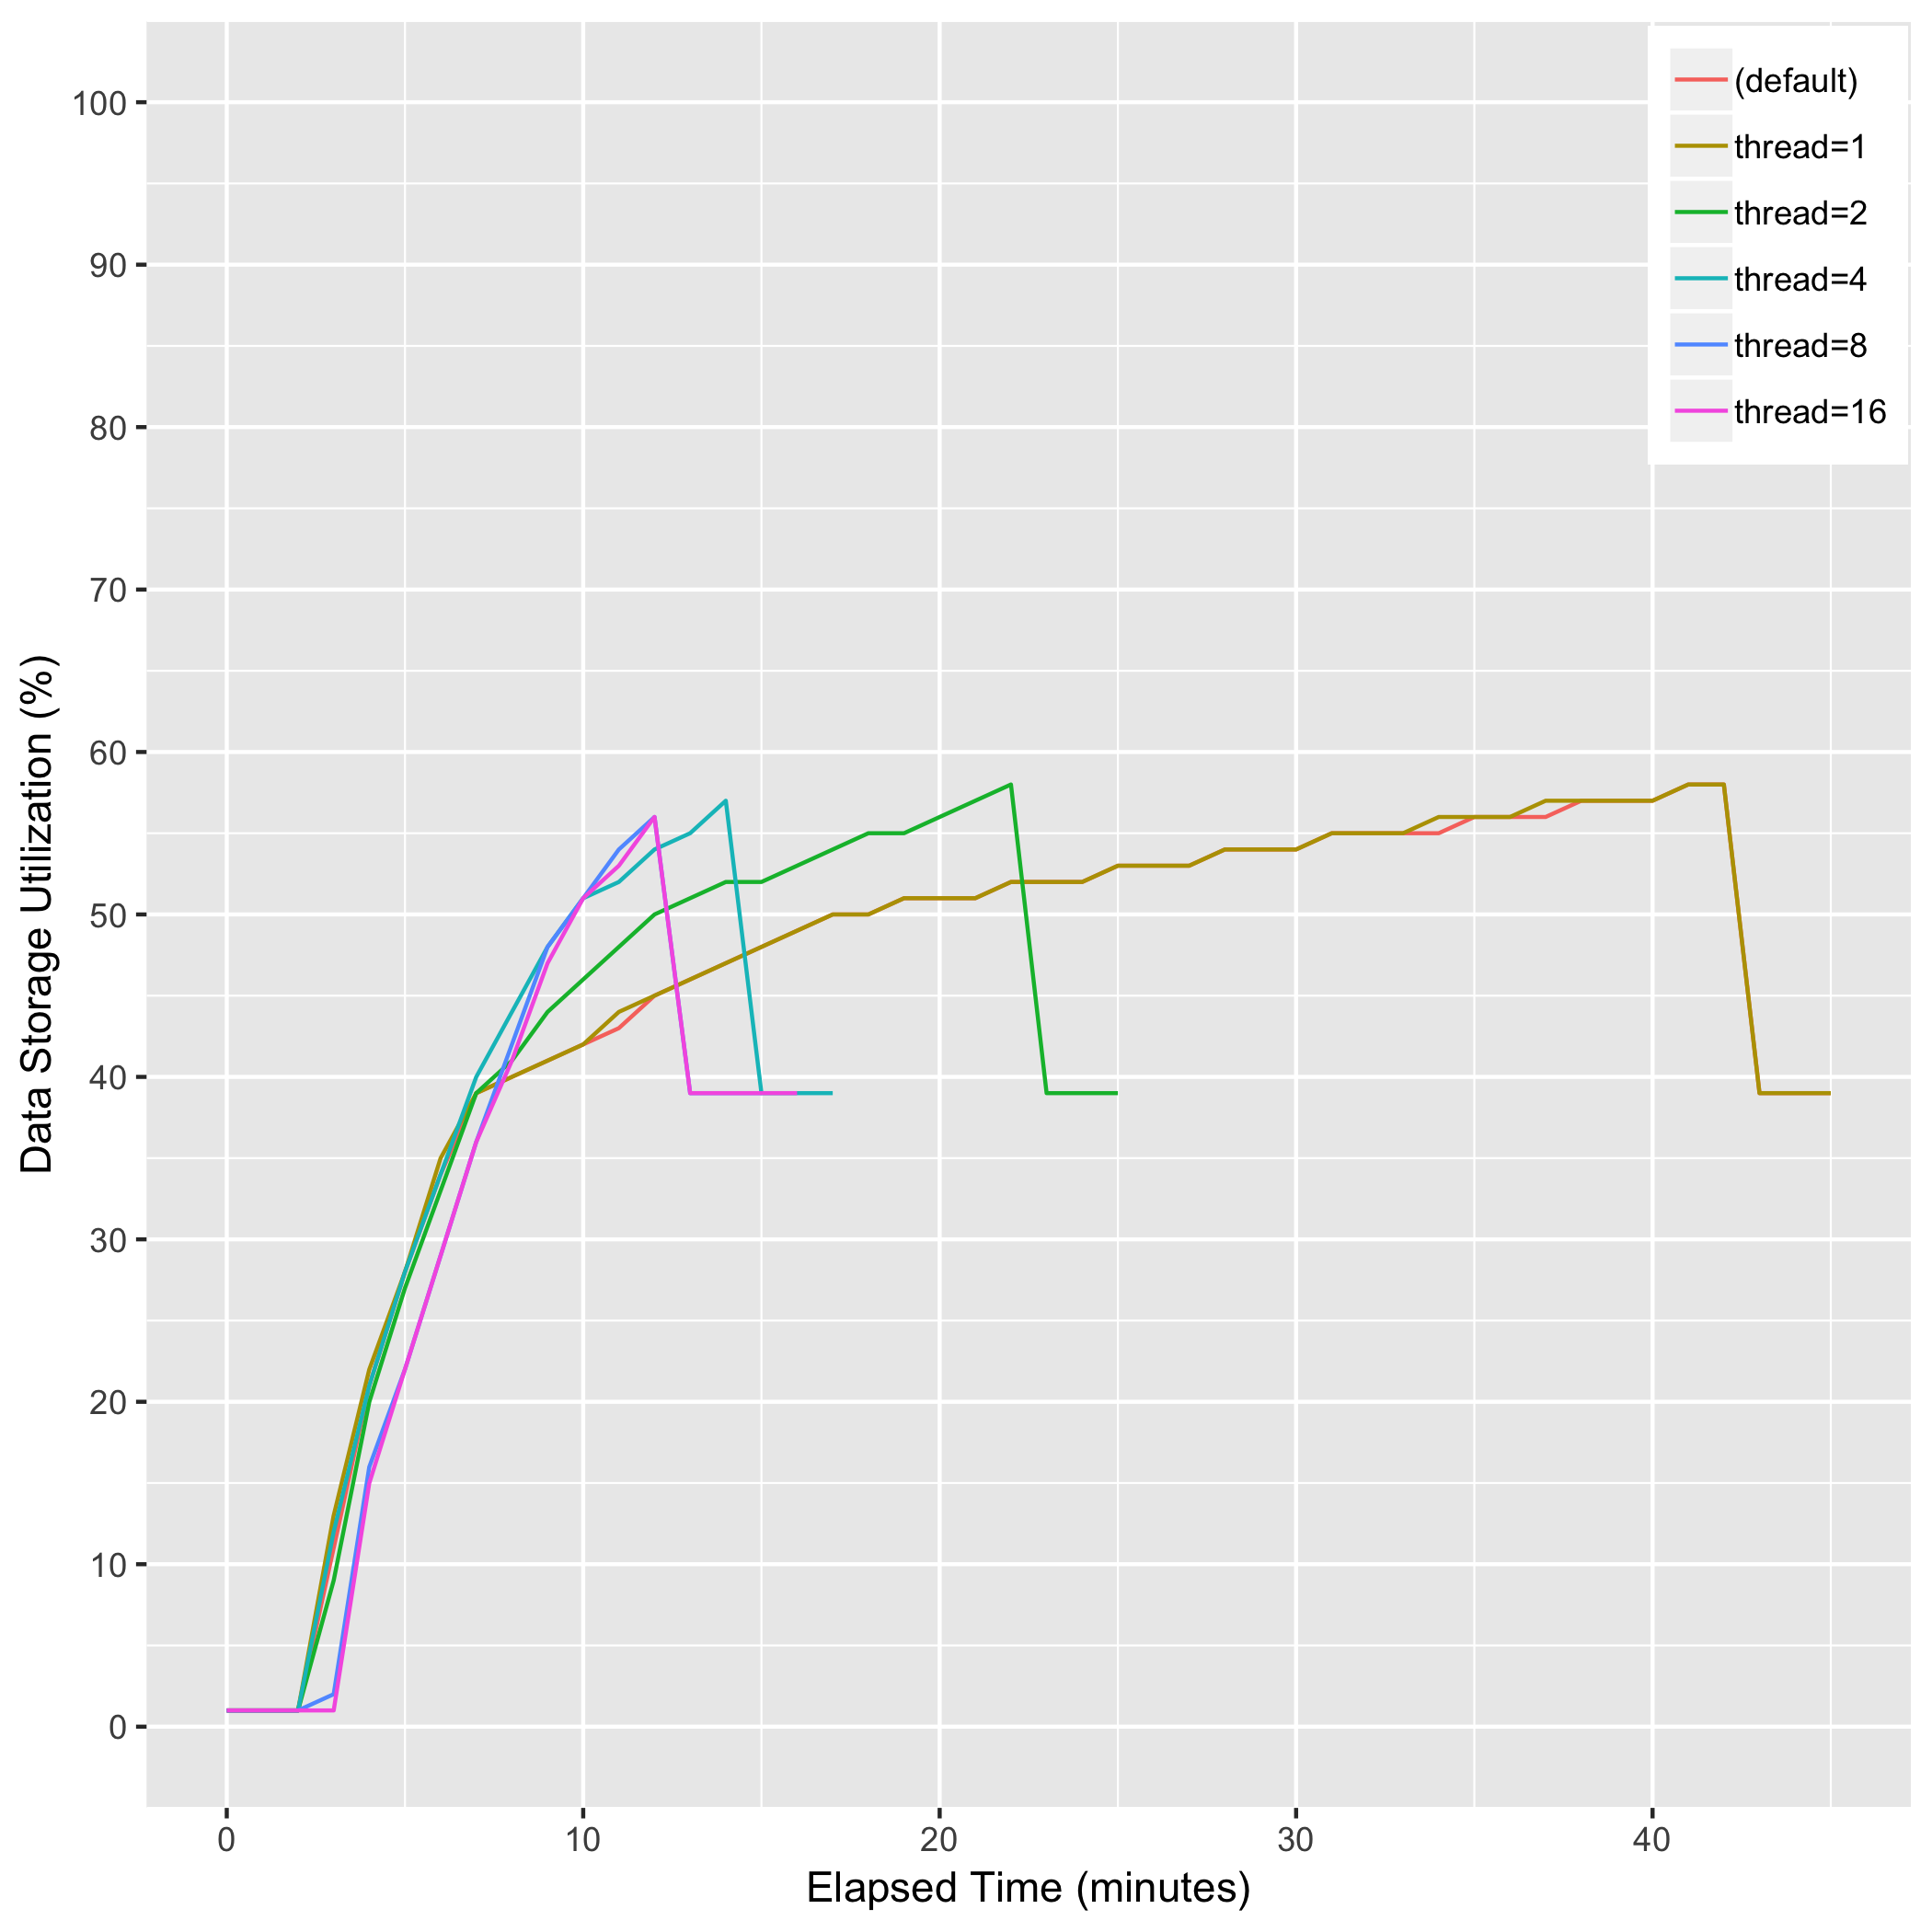 (default)
thread=1
thread=2
thread=4
thread=8
thread=16
100
90
80
70
60
50
40
30
20
10
0
Data Storage Utilization (%)
0 10 20 30 40
Elapsed Time (minutes)